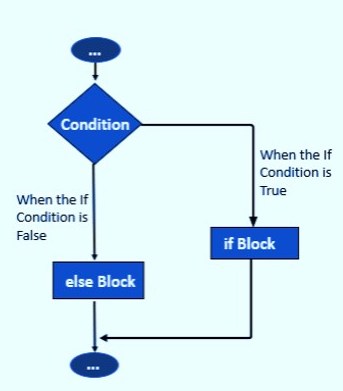 ...
Condition
When the If
Condition is
True
When the If
Condition is
False
if Block
else Block
...